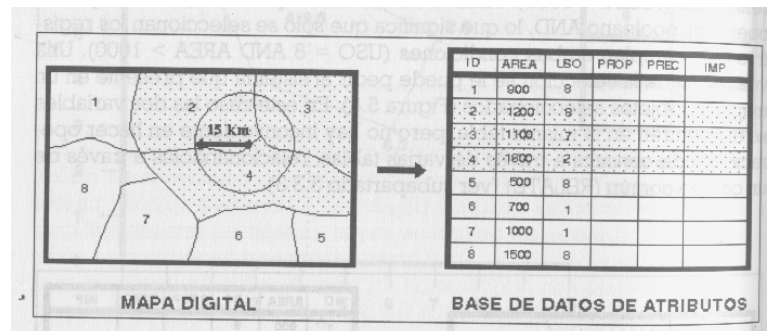 1
2
3
15 km
4
8
7
6
5
MAPA DIGITAL
ID AREA USO PROP PREC IMP
1 900 8
2 1200 8
3 1100 7
4 1800 2
5 500 8
6 700 1
7 1000 1
8 1500 8
BASE DE DATOS DE ATRIBUTOS